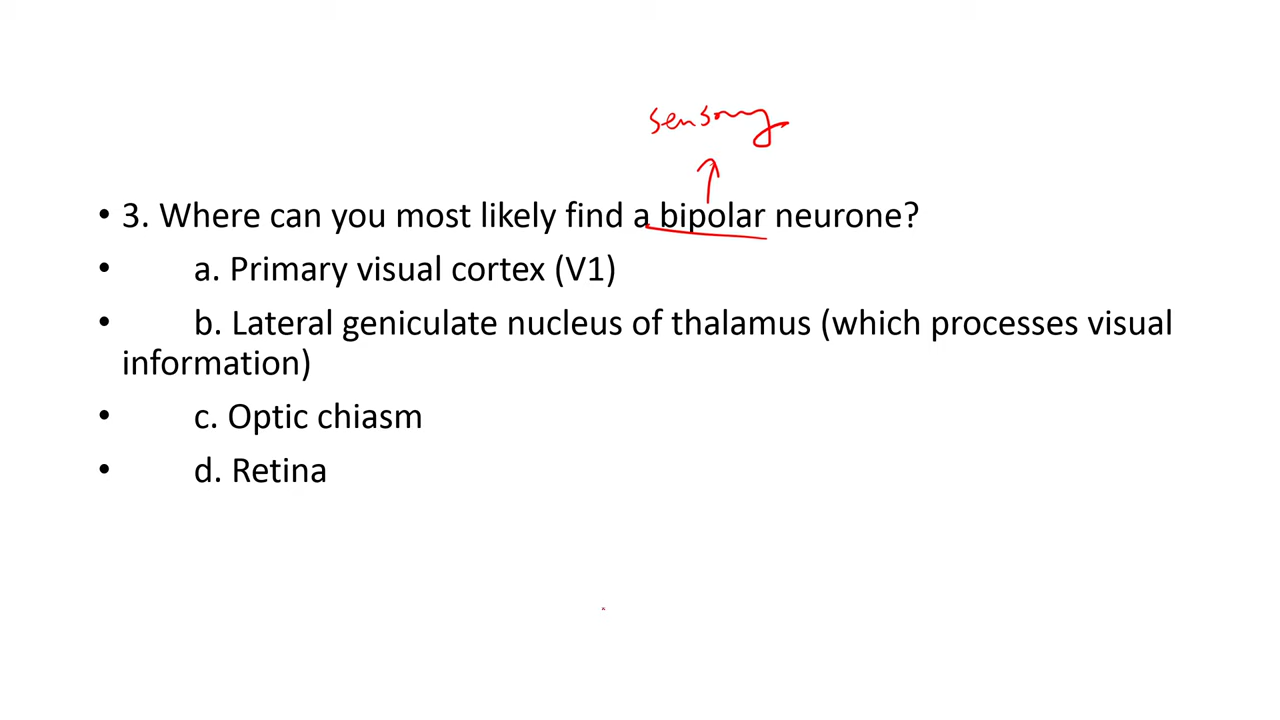 sensory
• 3. Where can you most likely find a bipolar neurone?
• a. Primary visual cortex (V1)
• b. Lateral geniculate nucleus of thalamus (which processes visual
information)
• c. Optic chiasm
• d. Retina